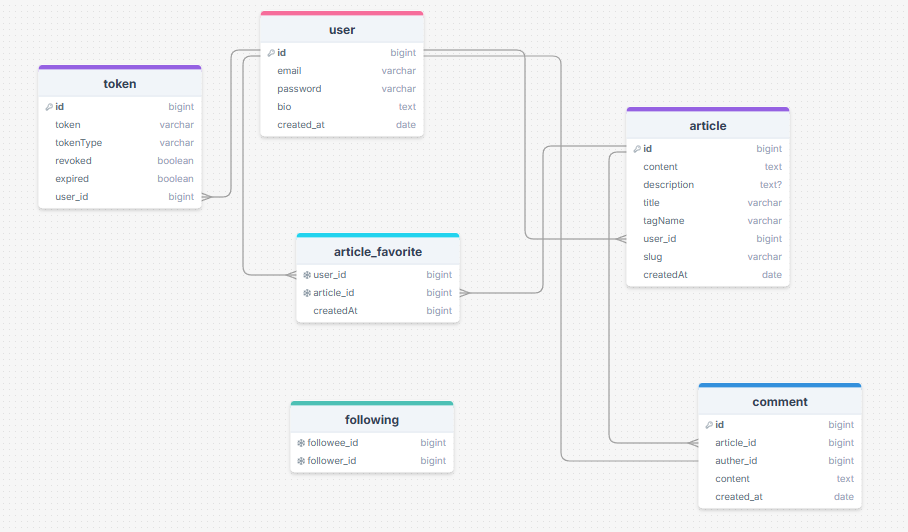 user
id bigint
email varchar
password varchar
bio text
created_at date
token
id bigint
token varchar
tokenType varchar
revoked boolean
expired boolean
user_id bigint
article
id bigint
content text
description text?
title varchar
tagName varchar
user_id bigint
slug varchar
createdAt date
article_favorite
user_id bigint
article_id bigint
createdAt bigint
following
followee_id bigint
follower_id bigint
comment
id bigint
article_id bigint
auther_id bigint
content text
created_at date